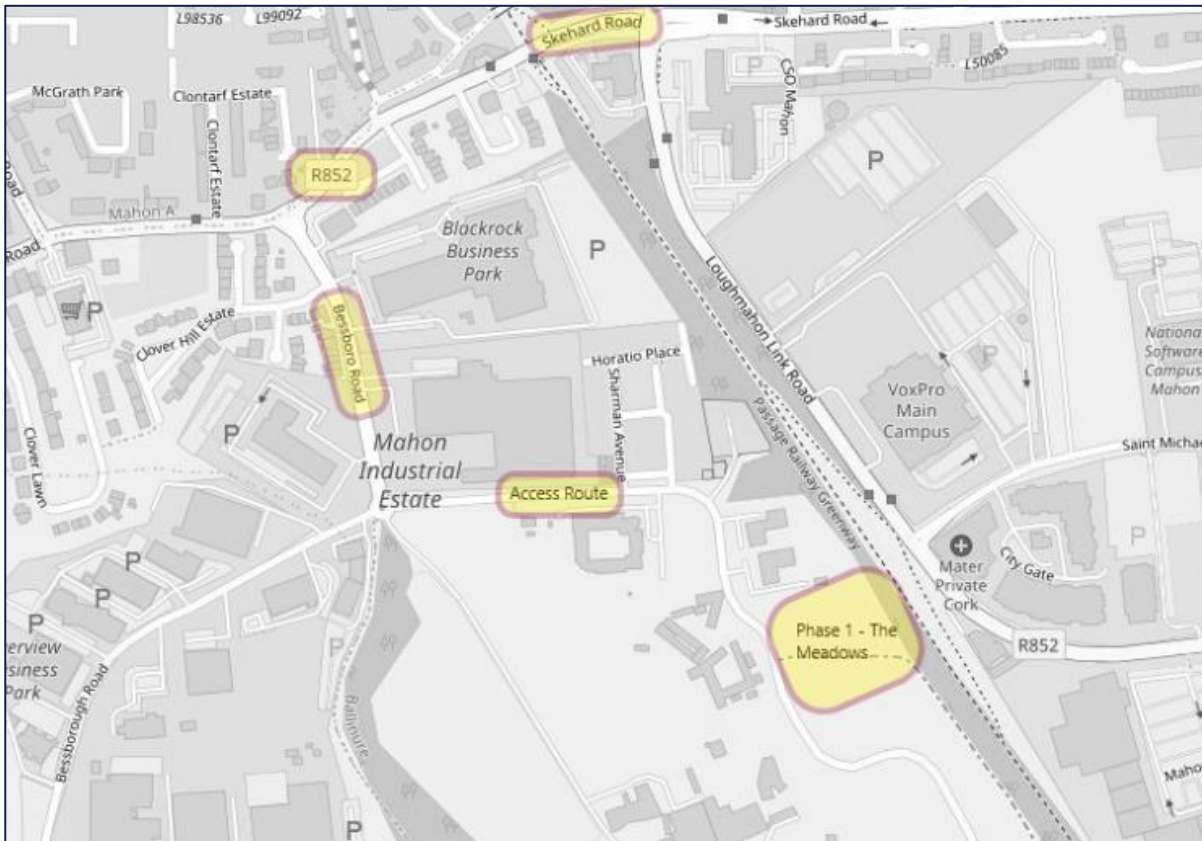 L98536
L99092
Skehard Road
Skehard Road
L50085
McGrath Park
Clontarf Estate
Clontarf Estate
CSO Mahon
P
P
R852
Road
Mahon A
Road
Blackrock
Business
Park
P
Loughmahon Link Road
P
Bessboro Road
Clover Hill Estate
Horatio Place
Sharman Avenue
National
Software
Campus,
Mahon
P
VoxPro
Main
Campus
P
Clover Lawn
Mahon
Industrial
Estate
Passage Railway Greenway
Saint Michae
Access Route
P
P
P
P
Mater
Private
Cork
City Gate
P
Phase 1 - The
Meadows
R852
erview
usiness
Park
Bessborough Road
Ballinure
P
Maho